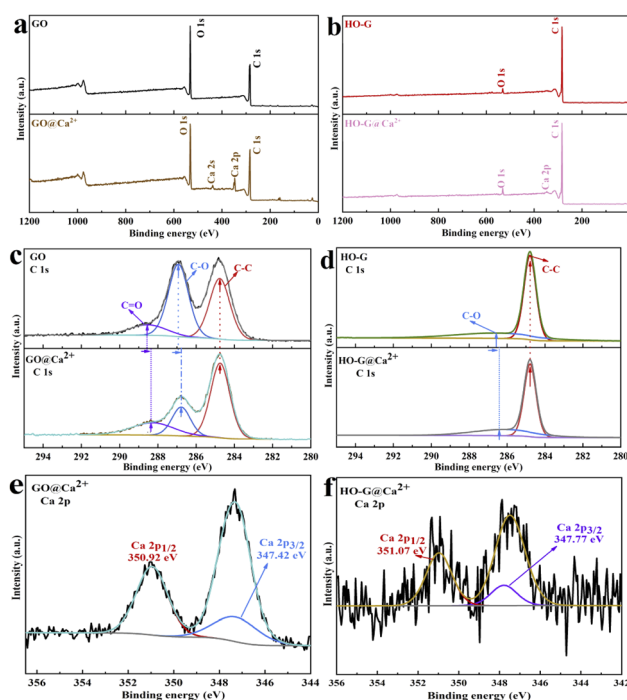 a
GO
O 1s
C 1s
GO@Ca²⁺
O 1s
Ca 2s
Ca 2p
C 1s
Intensity (a.u.)
1200 1000 800 600 400 200 0
Binding energy (eV)
b
HO-G
O 1s
C 1s
HO-G@Ca²⁺
O 1s
Ca 2p
C 1s
Intensity (a.u.)
1200 1000 800 600 400 200 0
Binding energy (eV)
c
GO
C 1s
C=O
C-O
C-C
GO@Ca²⁺
C 1s
Intensity (a.u.)
294 292 290 288 286 284 282 280
Binding energy (eV)
d
HO-G
C 1s
C-O
C-C
HO-G@Ca²⁺
C 1s
Intensity (a.u.)
294 292 290 288 286 284 282 280
Binding energy (eV)
e
GO@Ca²⁺
Ca 2p
Ca 2p1/2
350.92 eV
Ca 2p3/2
347.42 eV
Intensity (a.u.)
356 354 352 350 348 346 344
Binding energy (eV)
f
HO-G@Ca²⁺
Ca 2p
Ca 2p1/2
351.07 eV
Ca 2p3/2
347.77 eV
Intensity (a.u.)
356 354 352 350 348 346 344 342
Binding energy (eV)